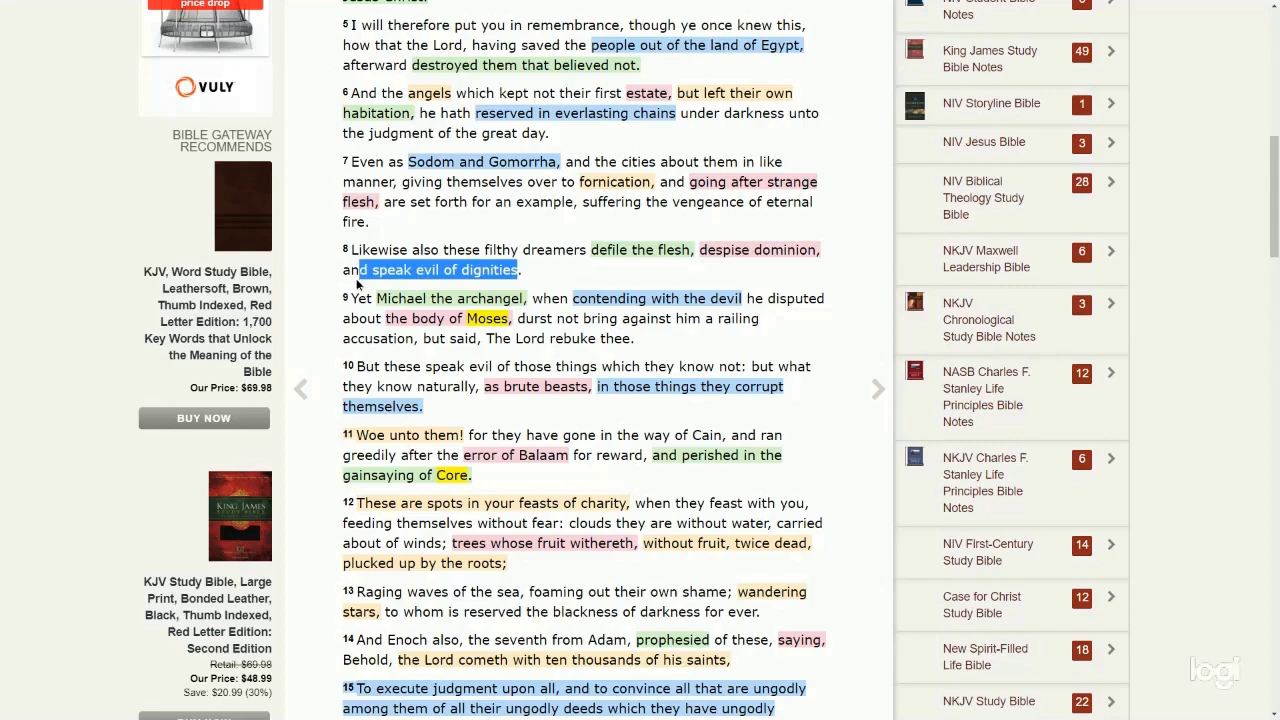 price drop
VULY
BIBLE GATEWAY
RECOMMENDS
KJV, Word Study Bible,
Leathersoft, Brown,
Thumb Indexed, Red
Letter Edition: 1,700
Key Words that Unlock
the Meaning of the
Bible
Our Price: $69.98
BUY NOW
KING JAMES
STUDY BIBLE
KJV Study Bible, Large
Print, Bonded Leather,
Black, Thumb Indexed,
Red Letter Edition:
Second Edition
Retail: $69.98
Our Price: $48.99
Save: $20.99 (30%)
5 I will therefore put you in remembrance, though ye once knew this,
how that the Lord, having saved the people out of the land of Egypt,
afterward destroyed them that believed not.
6 And the angels which kept not their first estate, but left their own
habitation, he hath reserved in everlasting chains under darkness unto
the judgment of the great day.
7 Even as Sodom and Gomorrha, and the cities about them in like
manner, giving themselves over to fornication, and going after strange
flesh, are set forth for an example, suffering the vengeance of eternal
fire.
8 Likewise also these filthy dreamers defile the flesh, despise dominion,
and speak evil of dignities.
9 Yet Michael the archangel, when contending with the devil he disputed
about the body of Moses, durst not bring against him a railing
accusation, but said, The Lord rebuke thee.
10 But these speak evil of those things which they know not: but what
they know naturally, as brute beasts, in those things they corrupt
themselves.
11 Woe unto them! for they have gone in the way of Cain, and ran
greedily after the error of Balaam for reward, and perished in the
gainsaying of Core.
12 These are spots in your feasts of charity, when they feast with you,
feeding themselves without fear: clouds they are without water, carried
about of winds; trees whose fruit withereth, without fruit, twice dead,
plucked up by the roots;
13 Raging waves of the sea, foaming out their own shame; wandering
stars, to whom is reserved the blackness of darkness for ever.
14 And Enoch also, the seventh from Adam, prophesied of these, saying,
Behold, the Lord cometh with ten thousands of his saints,
15 To execute judgment upon all, and to convince all that are ungodly
among them of all their ungodly deeds which they have ungodly
Notes
King James Study 49
Bible Notes
NIV Storyline Bible 1
NIV Jesus Bible 3
NIV Biblical 28
Theology Study
Bible
NKJV Maxwell 6
Leadership Bible
NKJV 3
Chronological
Study Bible Notes
NASB Charles F. 12
Stanley Life
Principles Bible
Notes
NKJV Charles F. 6
Stanley Life
Principles Bible
Notes
NIV First-Century 14
Study Bible
Case for Christ 12
Study Bible
New Spirit-Filled 18
Life Bible
NKJV Study Bible 22
logi